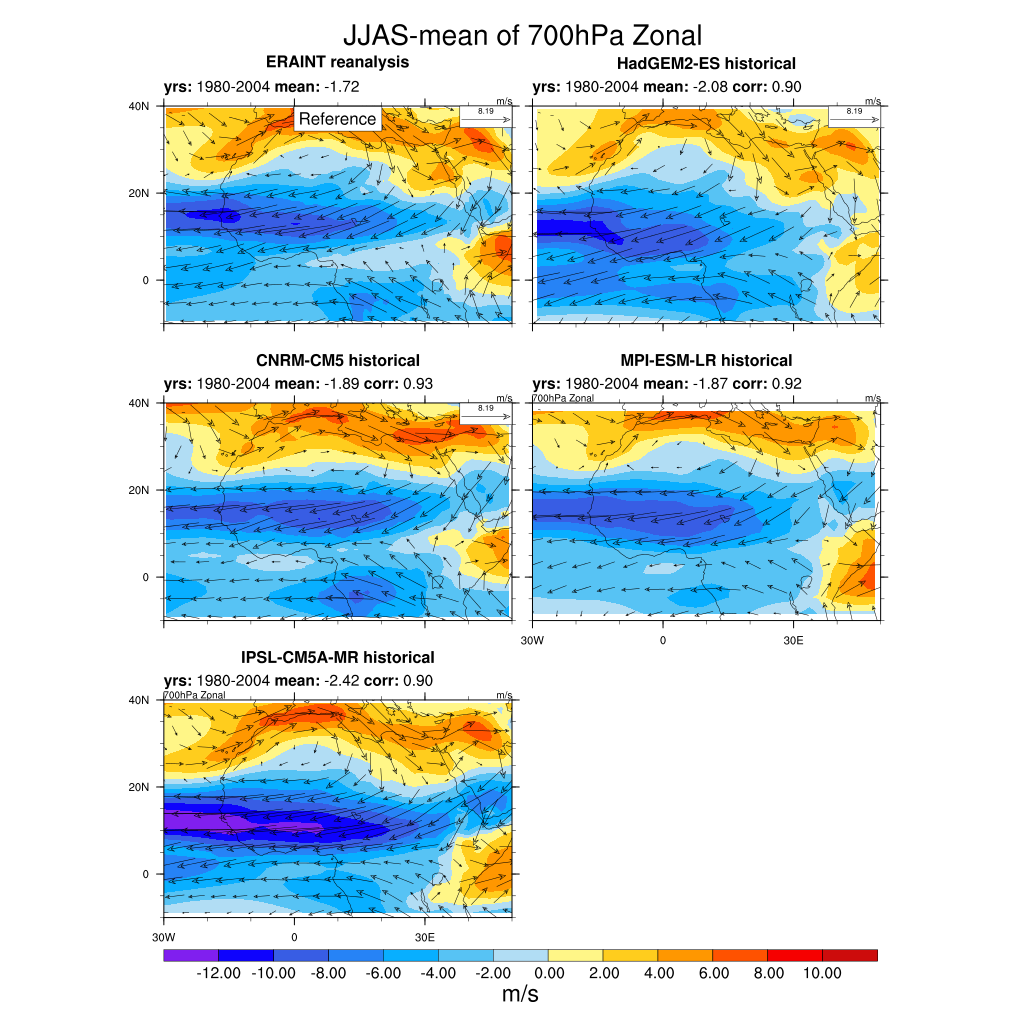 JJAS-mean of 700hPa Zonal
ERAINT reanalysis
HadGEM2-ES historical
yrs: 1980-2004 mean: -1.72
yrs: 1980-2004 mean: -2.08 corr: 0.90
m/s
m/s
40N
Reference
8.19
8.19
20N
0
CNRM-CM5 historical
MPI-ESM-LR historical
yrs: 1980-2004 mean: -1.89 corr: 0.93
yrs: 1980-2004 mean: -1.87 corr: 0.92
m/s
700hPa Zonal
m/s
40N
8.19
20N
0
30W
0
30E
IPSL-CM5A-MR historical
yrs: 1980-2004 mean: -2.42 corr: 0.90
700hPa Zonal
m/s
40N
20N
0
30W
0
30E
-12.00 -10.00 -8.00 -6.00 -4.00 -2.00 0.00 2.00 4.00 6.00 8.00 10.00
m/s